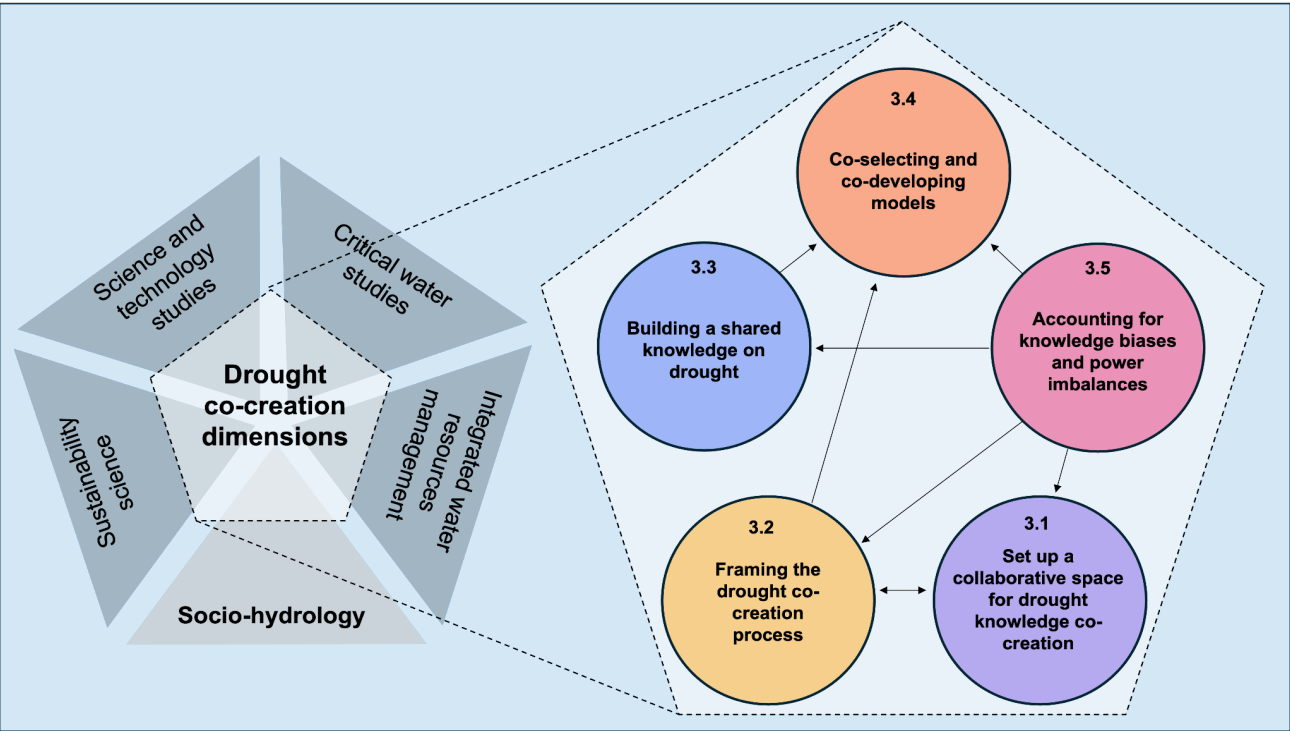 Science and
technology
studies
Critical water
studies
Drought
co-creation
dimensions
Sustainability
science
Integrated water
resources
management
Socio-hydrology
3.4
Co-selecting and
co-developing
models
3.3
Building a shared
knowledge on
drought
3.5
Accounting for
knowledge biases
and power
imbalances
3.2
Framing the
drought co-
creation
process
3.1
Set up a
collaborative space
for drought
knowledge co-
creation